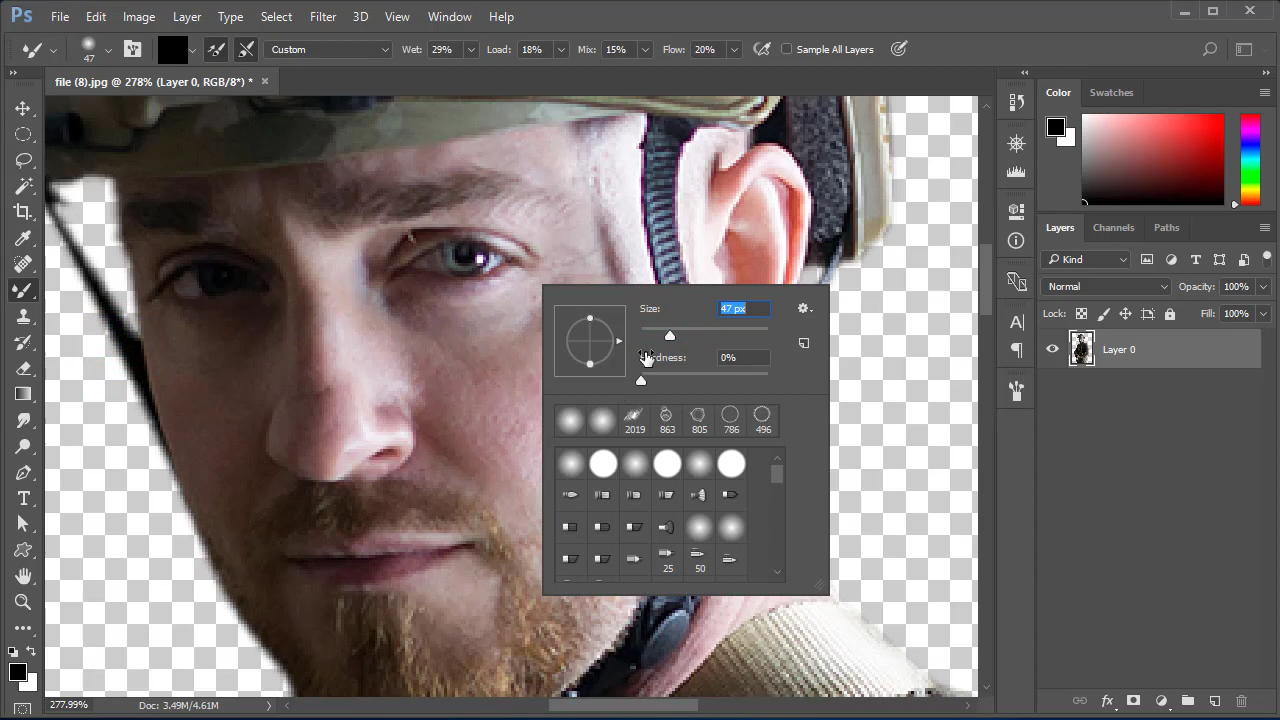 Ps File Edit Image Layer Type Select Filter 3D View Window Help
47 Custom Wet: 29% Load: 18% Mix: 15% Flow: 20% Sample All Layers
file (8).jpg @ 278% (Layer 0, RGB/8*) * ×
Color Swatches
Layers Channels Paths
Kind
Normal Opacity: 100%
Lock: Fill: 100%
Layer 0
Size: 47 px
Hardness: 0%
2019 863 805 786 496
25 50
277.99% Doc: 3.49M/4.61M